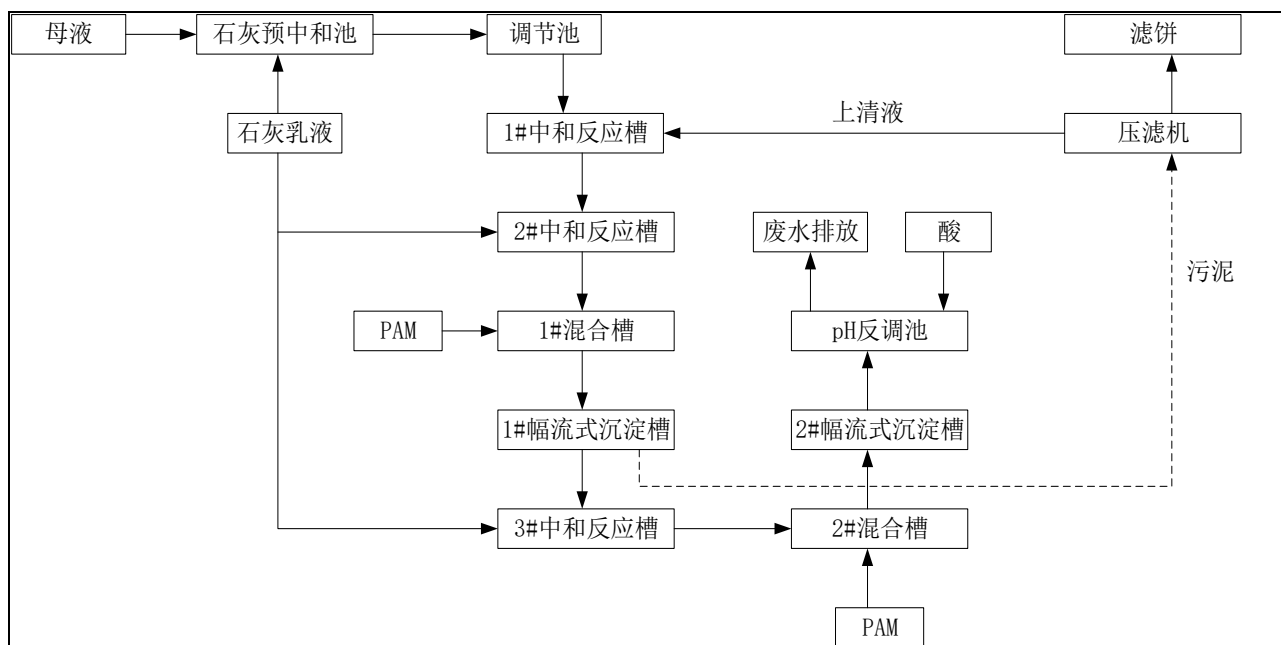 母液
石灰预中和池
调节池
滤饼
石灰乳液
1#中和反应槽
上清液
压滤机
2#中和反应槽
废水排放
酸
污泥
PAM
1#混合槽
pH反调池
1#幅流式沉淀槽
2#幅流式沉淀槽
3#中和反应槽
2#混合槽
PAM